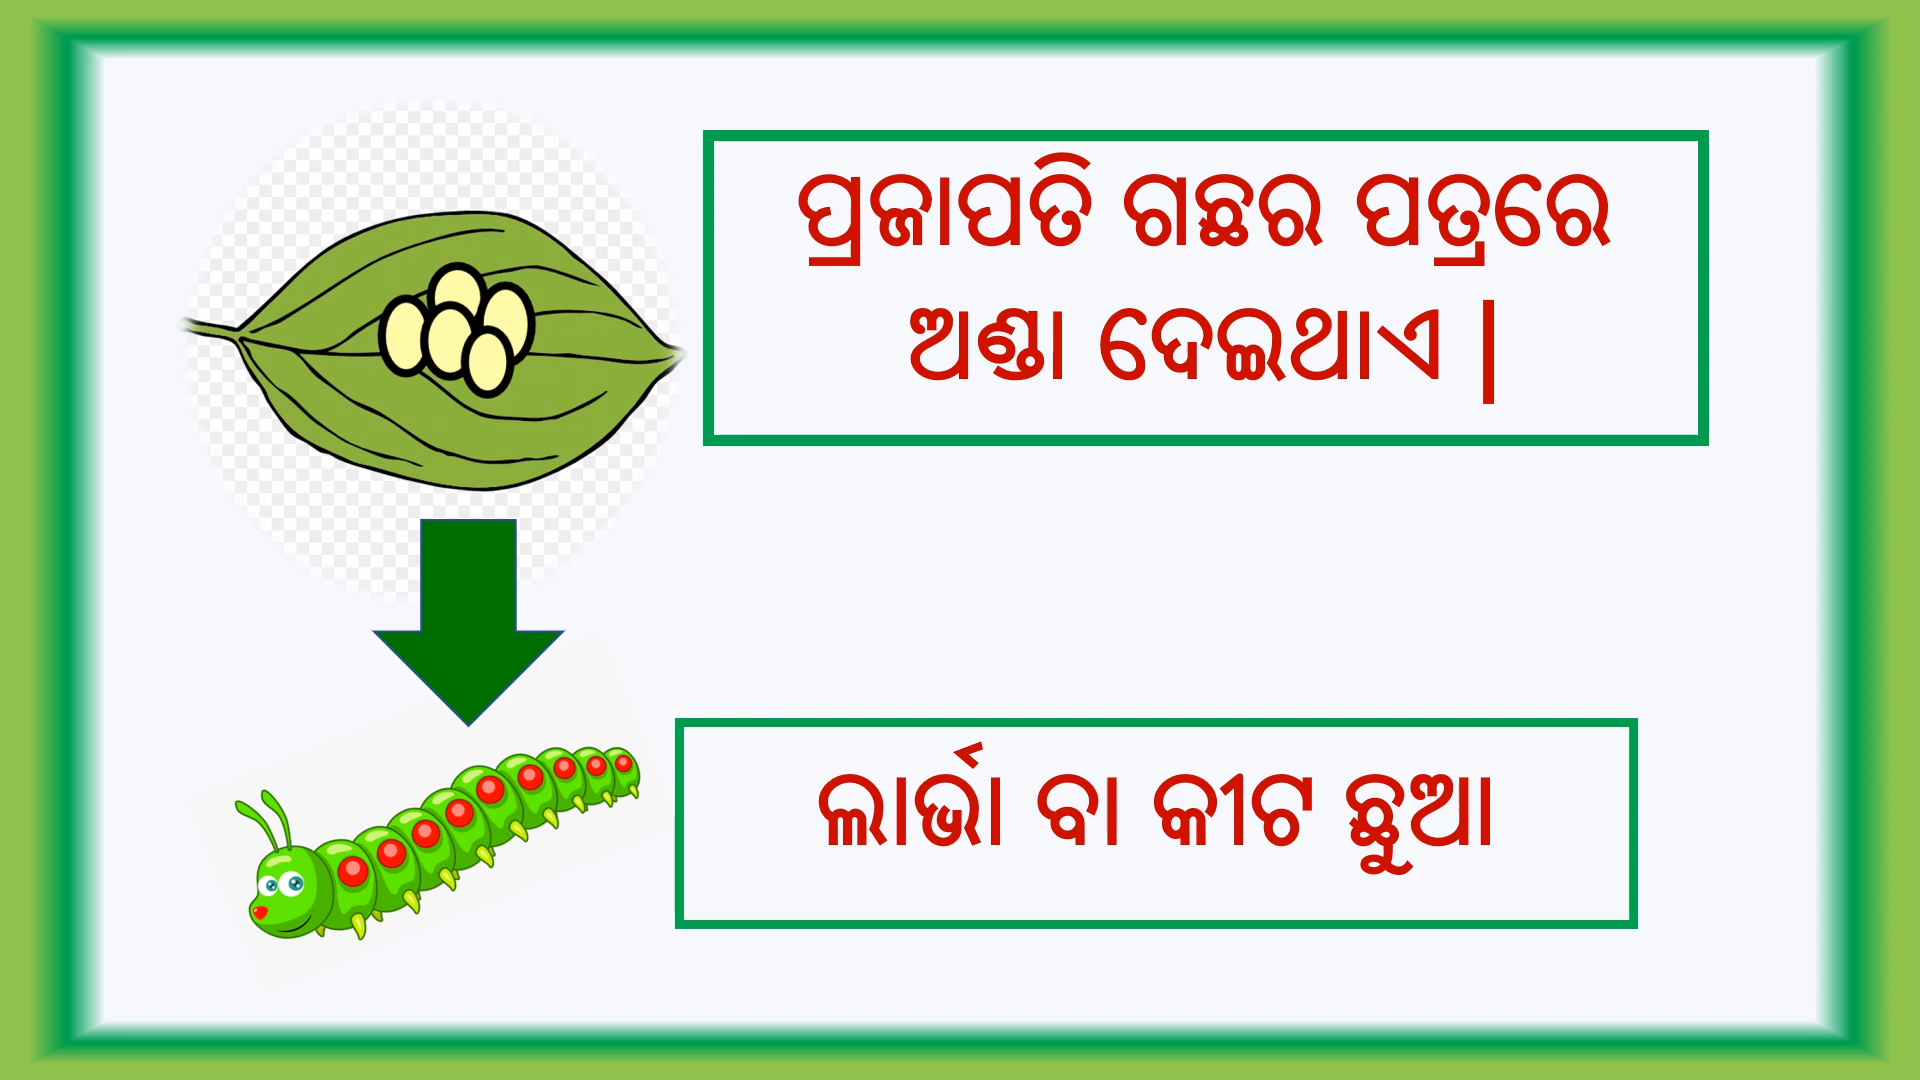 ପ୍ରଜାପତି ଗଛର ପତ୍ରରେ
ଅଣ୍ଡା ଦେଇଥାଏ |
ଲାର୍ଭା ବା କୀଟ ଛୁଆ